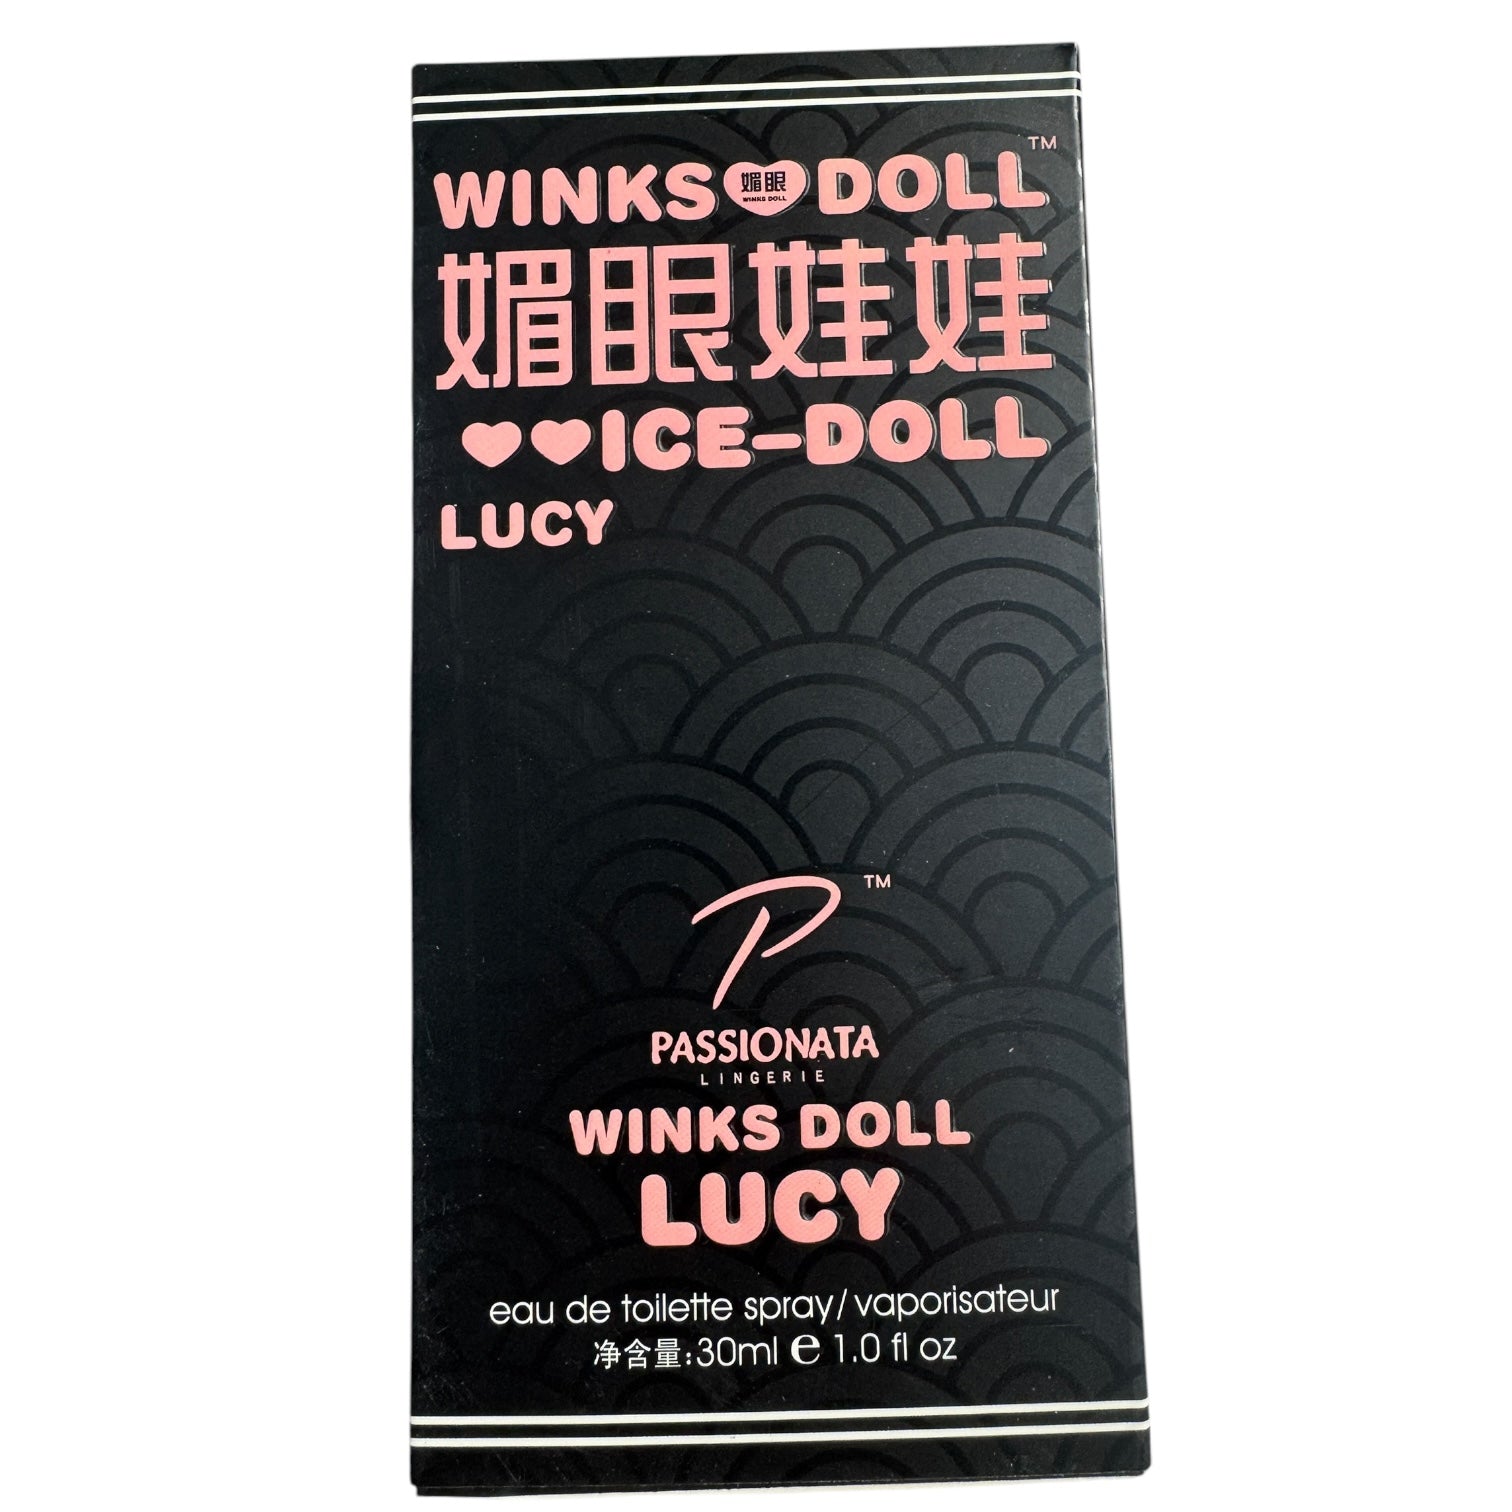 WINKS 媚眼 WINKS DOLL DOLL™
媚眼娃娃
ICE-DOLL
LUCY
P™
PASSIONATA
LINGERIE
WINKS DOLL
LUCY
eau de toilette spray/vaporisateur
净含量:30ml e 1.0 fl oz